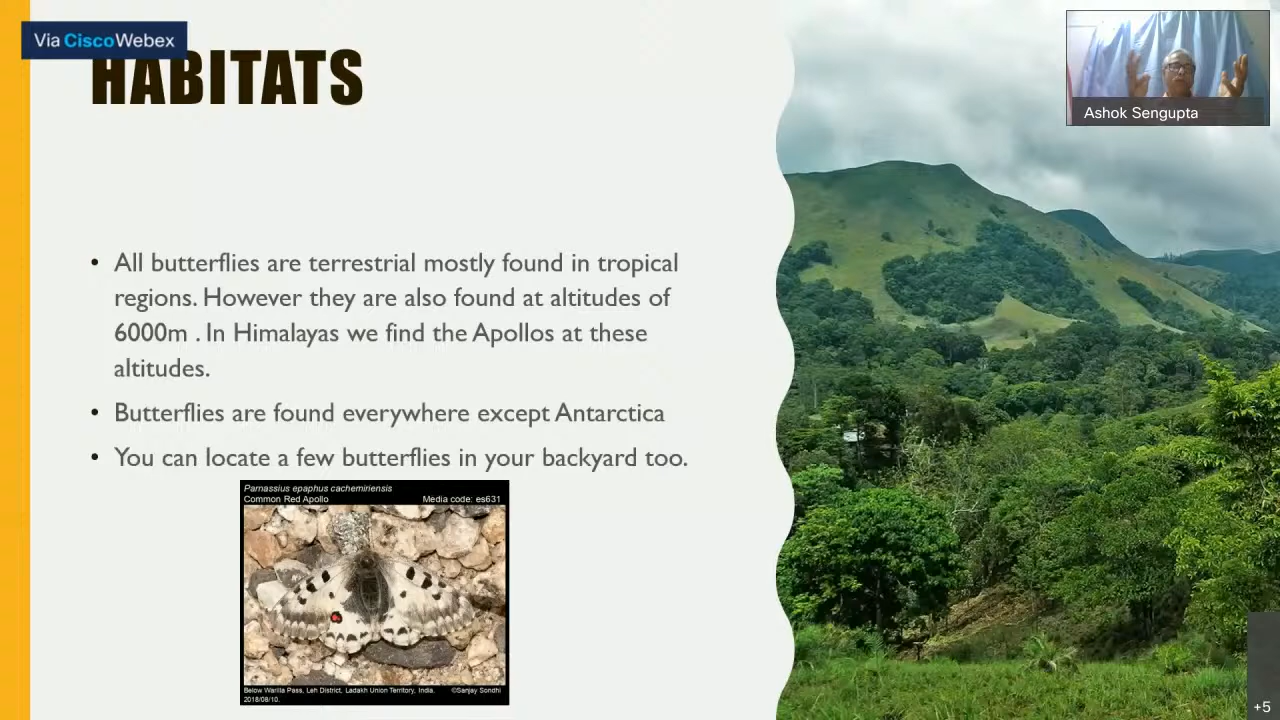 Via CiscoWebex
HABITATS
Ashok Sengupta
• All butterflies are terrestrial mostly found in tropical
regions. However they are also found at altitudes of
6000m . In Himalayas we find the Apollos at these
altitudes.
• Butterflies are found everywhere except Antarctica
• You can locate a few butterflies in your backyard too.
Parnassius epaphus cachemiriensis
Common Red Apollo Media code: es631
Below Warilla Pass, Leh District, Ladakh Union Territory, India. ©Sanjay Sondhi
2018/08/10.
+5